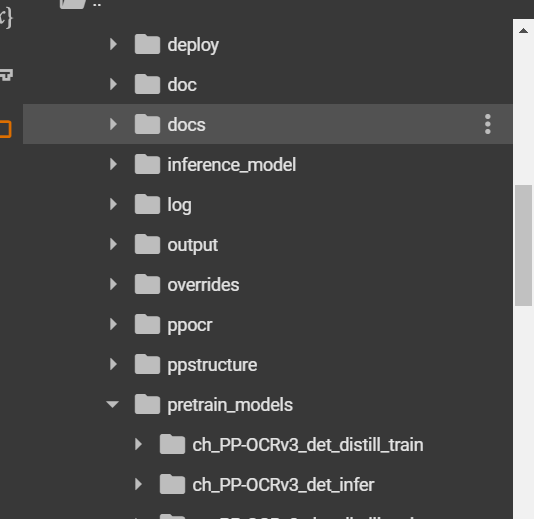 ..
deploy
doc
docs
inference_model
log
output
overrides
ppocr
ppstructure
pretrain_models
ch_PP-OCRv3_det_distill_train
ch_PP-OCRv3_det_infer